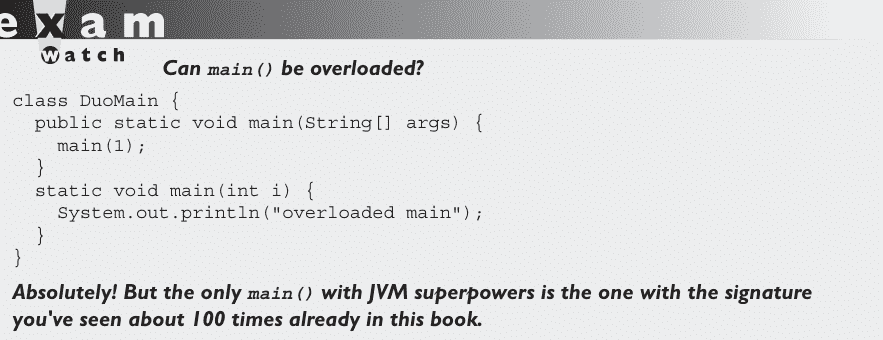 exam
watch
Can main() be overloaded?
class DuoMain {
  public static void main(String[] args) {
    main(1);
  }
  static void main(int i) {
    System.out.println("overloaded main");
  }
}
Absolutely! But the only main() with JVM superpowers is the one with the signature
you've seen about 100 times already in this book.